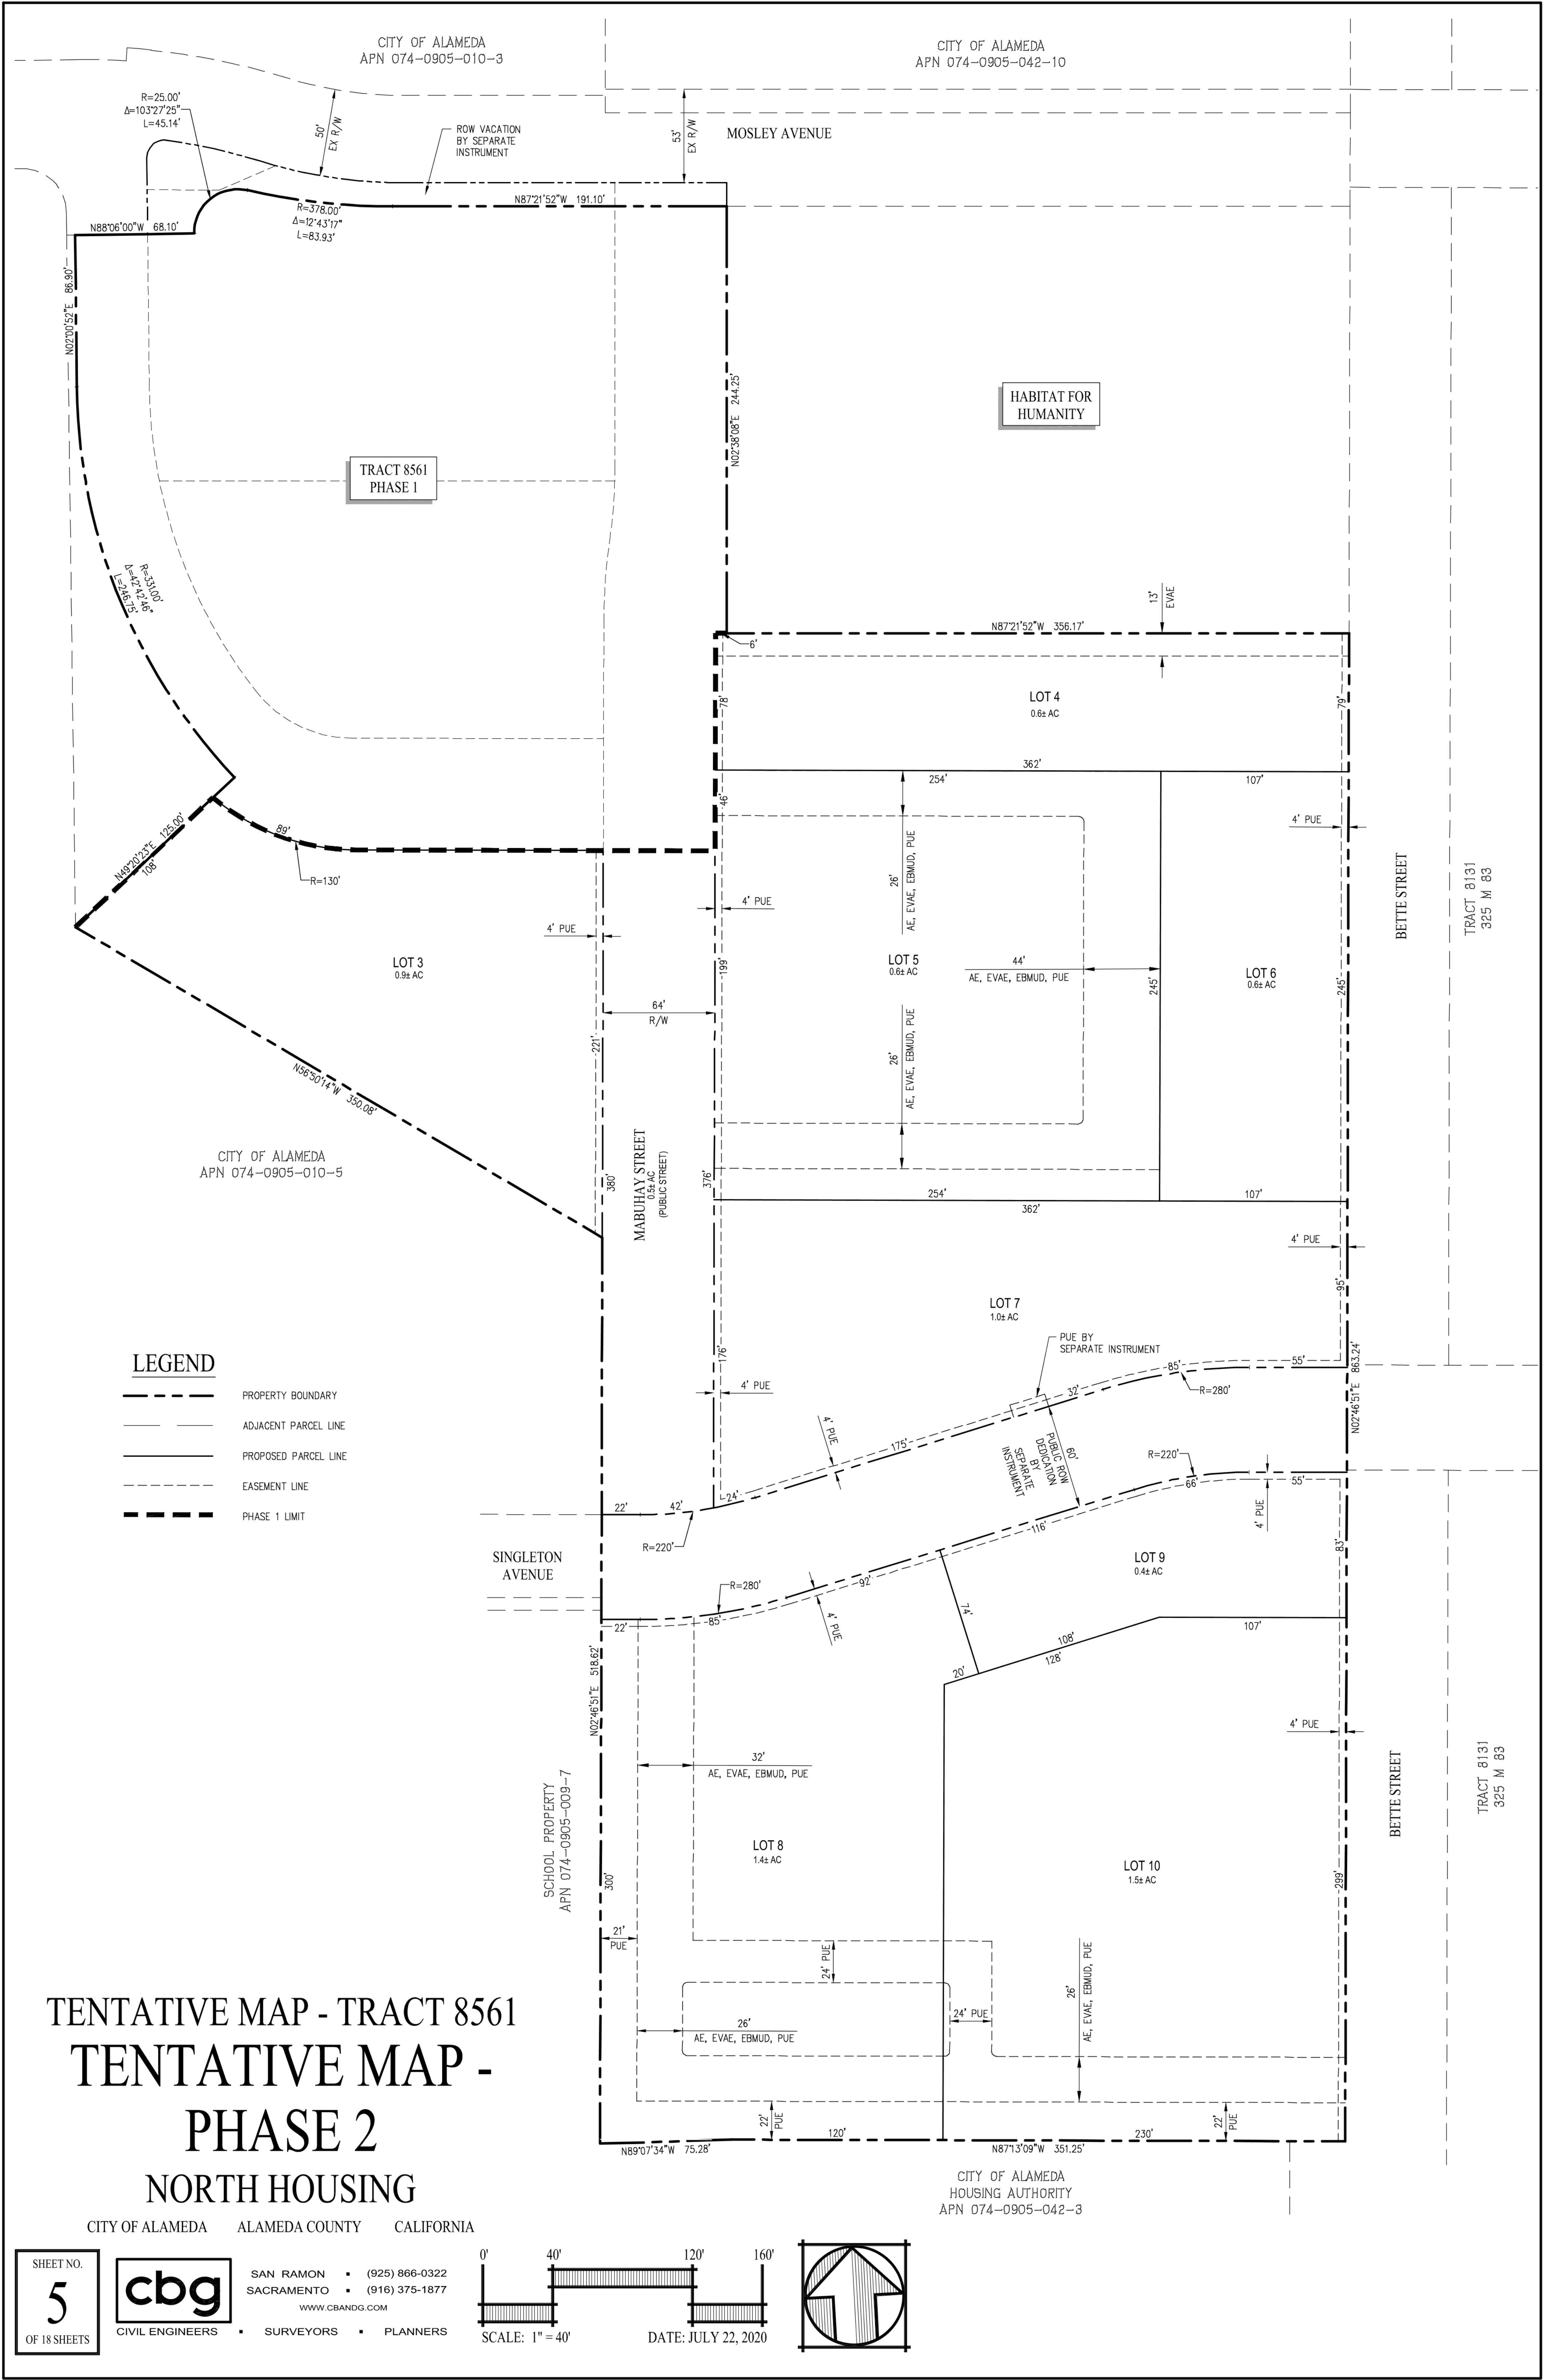 CITY OF ALAMEDA
APN 074-0905-010-3
CITY OF ALAMEDA
APN 074-0905-042-10
R=25.00'
Δ=103°27'25"
L=45.14'
50'
EX R/W
ROW VACATION
BY SEPARATE
INSTRUMENT
53'
EX R/W
MOSLEY AVENUE
N88°06'00"W 68.10'
R=378.00'
Δ=12°43'17"
L=83.93'
N87°21'52"W 191.10'
N02°00'52"E 86.90'
N02°38'08"E 244.25'
HABITAT FOR
HUMANITY
TRACT 8561
PHASE 1
R=331.00'
Δ=42°42'46"
L=246.75'
13'
EVAE
N87°21'52"W 356.17'
6'
78'
LOT 4
0.6± AC
79'
362'
254'
107'
46'
4' PUE
89'
R=130'
N49°20'23"E 125.00'
108'
26'
AE, EVAE, EBMUD, PUE
BETTE STREET
TRACT 8131
325 M 83
4' PUE
4' PUE
LOT 3
0.9± AC
199'
LOT 5
0.6± AC
44'
AE, EVAE, EBMUD, PUE
245'
LOT 6
0.6± AC
245'
64'
R/W
221'
26'
AE, EVAE, EBMUD, PUE
N56°50'14"W 350.08'
CITY OF ALAMEDA
APN 074-0905-010-5
380'
MABUHAY STREET
0.5± AC
(PUBLIC STREET)
376'
254'
107'
362'
4' PUE
95'
LOT 7
1.0± AC
PUE BY
SEPARATE INSTRUMENT
176'
4' PUE
85'
55'
N02°46'51"E 863.24'
32'
R=280'
LEGEND
PROPERTY BOUNDARY
ADJACENT PARCEL LINE
PROPOSED PARCEL LINE
EASEMENT LINE
PHASE 1 LIMIT
4' PUE
175'
60'
PUBLIC ROW
DEDICATION
BY
SEPARATE
INSTRUMENT
R=220'
66'
55'
4' PUE
22'
42'
24'
R=220'
116'
83'
SINGLETON
AVENUE
LOT 9
0.4± AC
R=280'
92'
4' PUE
74'
22'
85'
107'
108'
128'
20'
N02°46'51"E 518.62'
4' PUE
32'
AE, EVAE, EBMUD, PUE
SCHOOL PROPERTY
APN 074-0905-009-7
BETTE STREET
TRACT 8131
325 M 83
LOT 8
1.4± AC
LOT 10
1.5± AC
300'
299'
21'
PUE
24' PUE
26'
AE, EVAE, EBMUD, PUE
24' PUE
26'
AE, EVAE, EBMUD, PUE
22'
PUE
22'
PUE
N89°07'34"W 75.28'
120'
N87°13'09"W 351.25'
230'
CITY OF ALAMEDA
HOUSING AUTHORITY
APN 074-0905-042-3
TENTATIVE MAP - TRACT 8561
TENTATIVE MAP -
PHASE 2
NORTH HOUSING
CITY OF ALAMEDA ALAMEDA COUNTY CALIFORNIA
SHEET NO.
5
OF 18 SHEETS
cbg
SAN RAMON ▪ (925) 866-0322
SACRAMENTO ▪ (916) 375-1877
WWW.CBANDG.COM
CIVIL ENGINEERS ▪ SURVEYORS ▪ PLANNERS
0' 40' 120' 160'
SCALE: 1" = 40' DATE: JULY 22, 2020